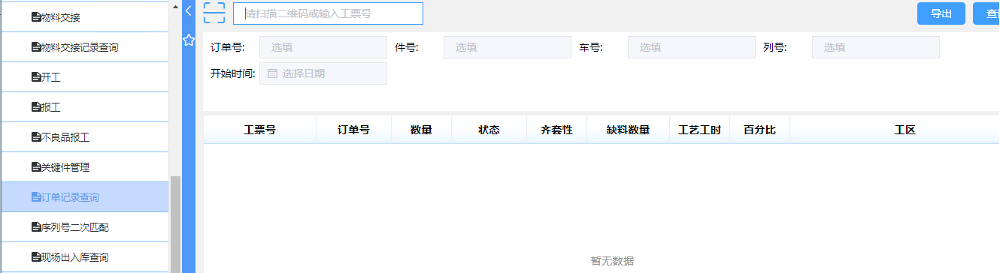 物料交接
物料交接记录查询
开工
报工
不良品报工
关键件管理
订单记录查询
序列号二次匹配
现场出入库查询
请扫描二维码或输入工票号
导出
订单号: 选填 件号: 选填 车号: 选填 列号: 选填
开始时间: 选择日期
工票号 订单号 数量 状态 齐套性 缺料数量 工艺工时 百分比 工区
暂无数据